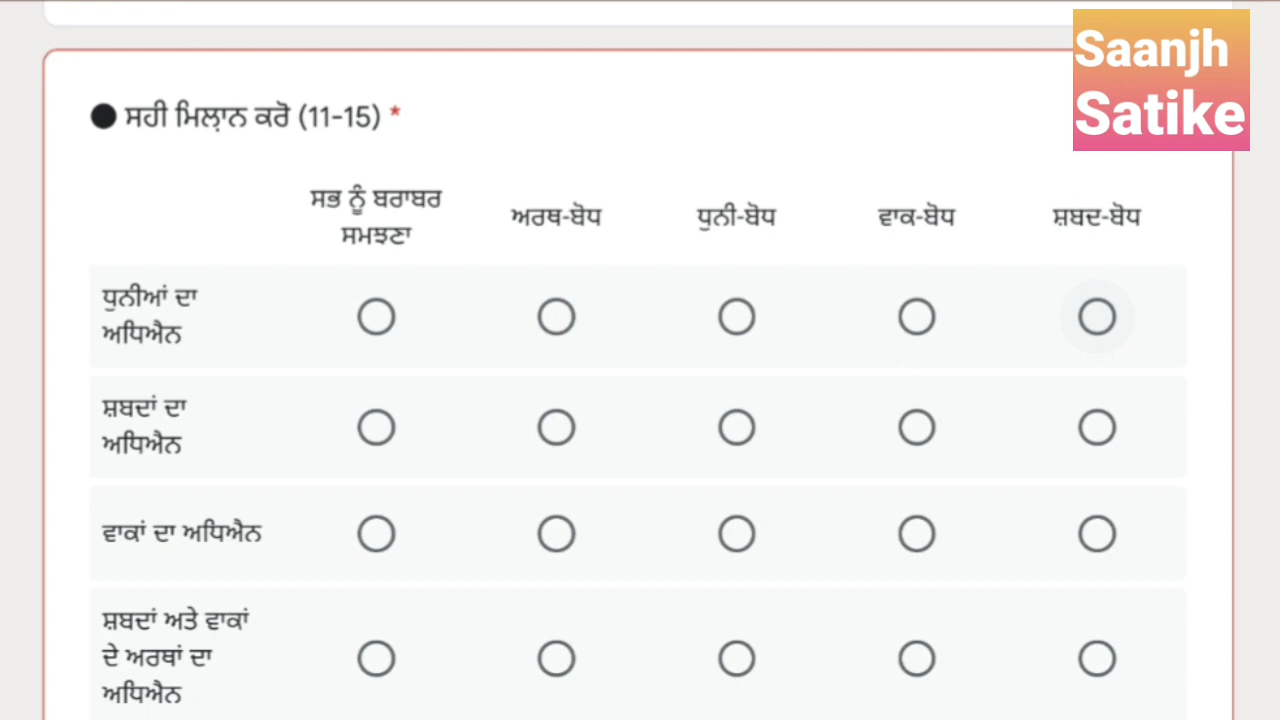 Saanjh
Satike
● ਸਹੀ ਮਿਲਾ਼ਨ ਕਰੋ (11-15) *
ਸਭ ਨੂੰ ਬਰਾਬਰ
ਸਮਝਣਾ
ਅਰਥ-ਬੋਧ
ਧੁਨੀ-ਬੋਧ
ਵਾਕ-ਬੋਧ
ਸ਼ਬਦ-ਬੋਧ
ਧੁਨੀਆਂ ਦਾ
ਅਧਿਐਨ
ਸ਼ਬਦਾਂ ਦਾ
ਅਧਿਐਨ
ਵਾਕਾਂ ਦਾ ਅਧਿਐਨ
ਸ਼ਬਦਾਂ ਅਤੇ ਵਾਕਾਂ
ਦੇ ਅਰਥਾਂ ਦਾ
ਅਧਿਐਨ